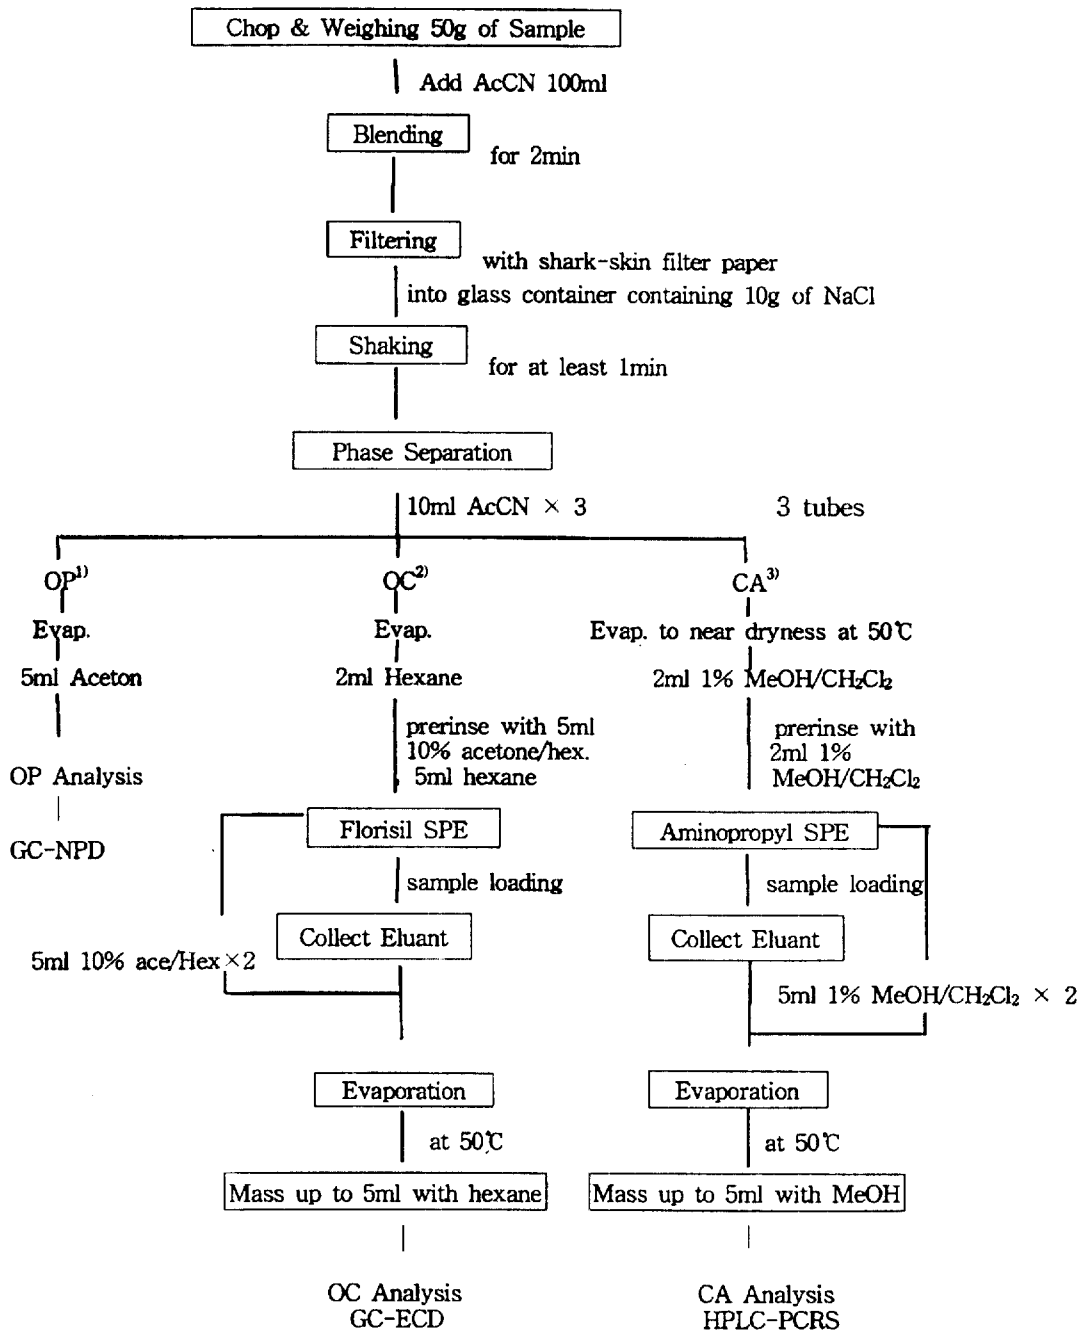 Chop & Weighing 50g of Sample
Add AcCN 100ml
Blending
for 2min
Filtering
with shark-skin filter paper
into glass container containing 10g of NaCl
Shaking
for at least 1min
Phase Separation
10ml AcCN × 3
3 tubes
OP¹⁾
OC²⁾
CA³⁾
Evap.
Evap.
Evap. to near dryness at 50℃
5ml Aceton
2ml Hexane
2ml 1% MeOH/CH₂Cl₂
prerinse with 5ml
10% acetone/hex.
5ml hexane
prerinse with
2ml 1%
MeOH/CH₂Cl₂
OP Analysis
GC-NPD
Florisil SPE
Aminopropyl SPE
sample loading
sample loading
Collect Eluant
Collect Eluant
5ml 10% ace/Hex×2
5ml 1% MeOH/CH₂Cl₂ × 2
Evaporation
Evaporation
at 50℃
at 50℃
Mass up to 5ml with hexane
Mass up to 5ml with MeOH
OC Analysis
GC-ECD
CA Analysis
HPLC-PCRS